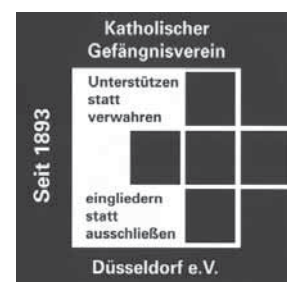 Katholischer
Gefängnisverein
Seit 1893
Unterstützen
statt
verwahren
eingliedern
statt
ausschließen
Düsseldorf e.V.